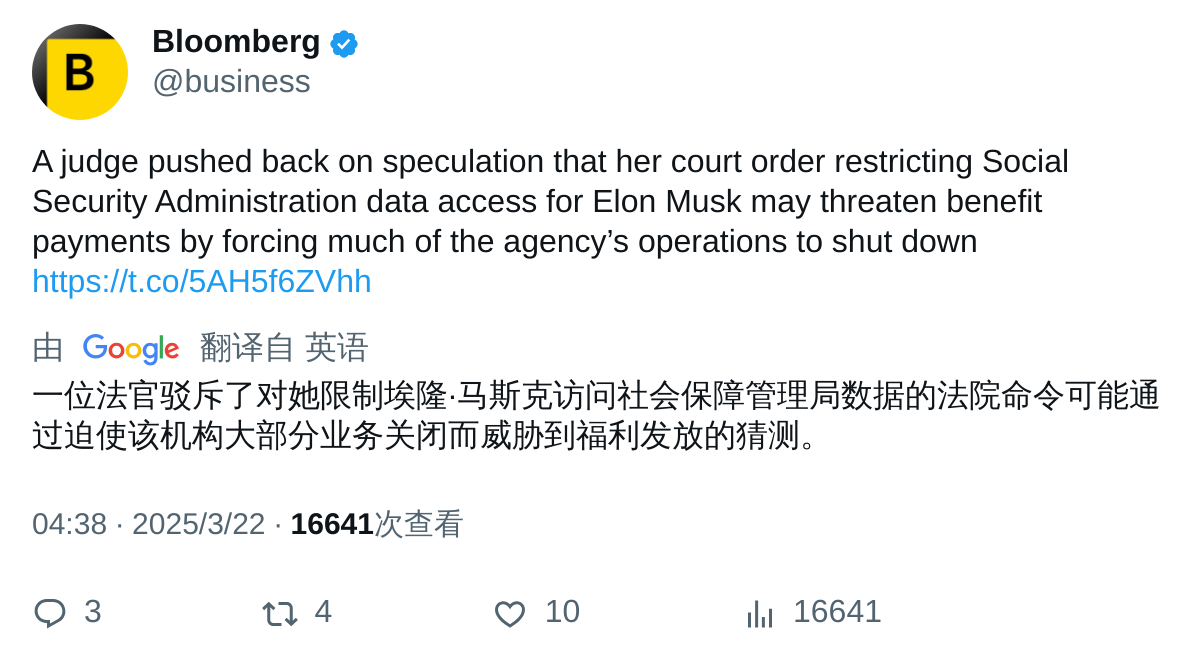 B
Bloomberg
@business
A judge pushed back on speculation that her court order restricting Social
Security Administration data access for Elon Musk may threaten benefit
payments by forcing much of the agency’s operations to shut down
https://t.co/5AH5f6ZVhh
由 Google 翻译自 英语
一位法官驳斥了对她限制埃隆·马斯克访问社会保障管理局数据的法院命令可能通
过迫使该机构大部分业务关闭而威胁到福利发放的猜测。
04:38 · 2025/3/22 · 16641次查看
3 4 10 16641